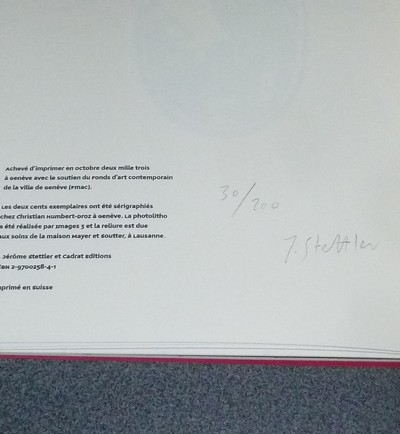 Achevé d'imprimer en octobre deux mille trois
à Genève avec le soutien du Fonds d'art contemporain
de la ville de Genève (FMAC).
Les deux cents exemplaires ont été sérigraphiés
chez Christian Humbert-Droz à Genève. La photolitho
a été réalisée par Images 3 et la reliure est due
aux soins de la maison Mayer et Soutter, à Lausanne.
Jérôme Stettler et Cadrat Editions
ISBN 2-9700258-4-1
mprimé en Suisse
30/200
J. Stettler